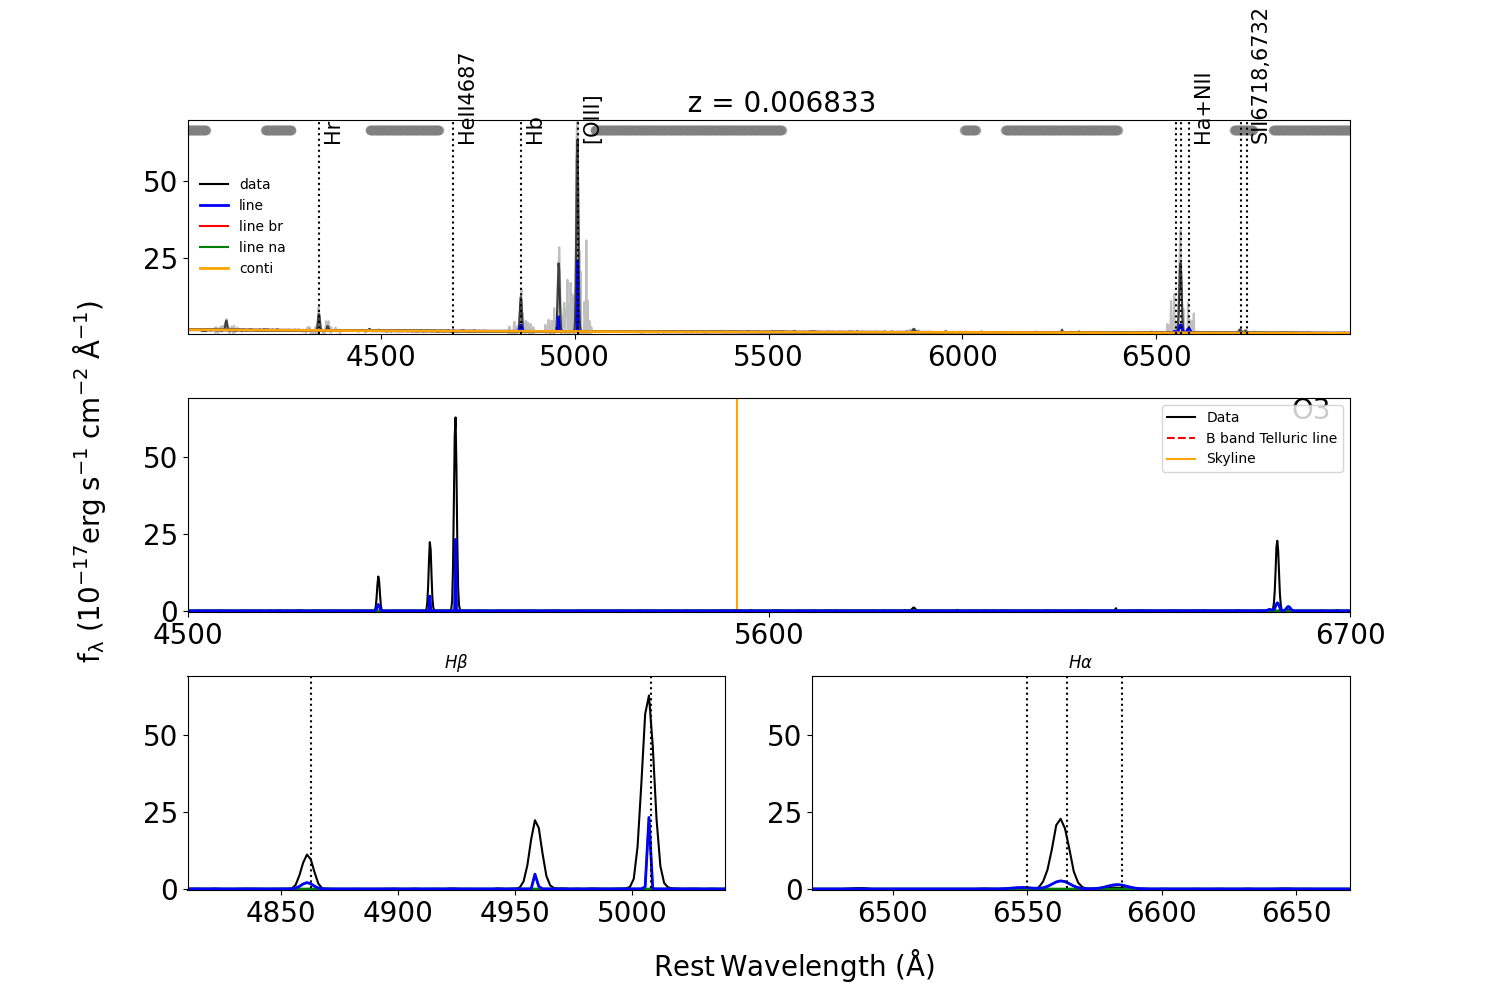 z = 0.006833
Hr
HeII4687
Hb
[OIII]
Ha+NII
SII6718,6732
50
25
data
line
line br
line na
conti
4500 5000 5500 6000 6500
O3
50
25
0
Data
B band Telluric line
Skyline
4500 5600 6700
fλ (10−17erg s−1 cm−2 Å−1)
Hβ
50
25
0
4850 4900 4950 5000
Hα
50
25
0
6500 6550 6600 6650
Rest Wavelength (Å)